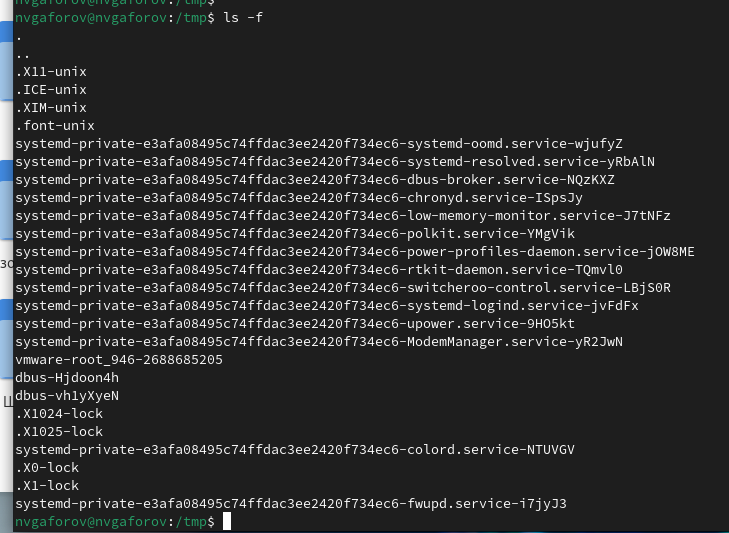 nvgaforov@nvgaforov:/tmp$
nvgaforov@nvgaforov:/tmp$ ls -f
.
..
.X11-unix
.ICE-unix
.XIM-unix
.font-unix
systemd-private-e3afa08495c74ffdac3ee2420f734ec6-systemd-oomd.service-wjufyZ
systemd-private-e3afa08495c74ffdac3ee2420f734ec6-systemd-resolved.service-yRbAlN
systemd-private-e3afa08495c74ffdac3ee2420f734ec6-dbus-broker.service-NQzKXZ
systemd-private-e3afa08495c74ffdac3ee2420f734ec6-chronyd.service-ISpsJy
systemd-private-e3afa08495c74ffdac3ee2420f734ec6-low-memory-monitor.service-J7tNFz
systemd-private-e3afa08495c74ffdac3ee2420f734ec6-polkit.service-YMgVik
systemd-private-e3afa08495c74ffdac3ee2420f734ec6-power-profiles-daemon.service-jOW8ME
systemd-private-e3afa08495c74ffdac3ee2420f734ec6-rtkit-daemon.service-TQmvl0
systemd-private-e3afa08495c74ffdac3ee2420f734ec6-switcheroo-control.service-LBjS0R
systemd-private-e3afa08495c74ffdac3ee2420f734ec6-systemd-logind.service-jvFdFx
systemd-private-e3afa08495c74ffdac3ee2420f734ec6-upower.service-9HO5kt
systemd-private-e3afa08495c74ffdac3ee2420f734ec6-ModemManager.service-yR2JwN
vmware-root_946-2688685205
dbus-Hjdoon4h
dbus-vh1yXyeN
.X1024-lock
.X1025-lock
systemd-private-e3afa08495c74ffdac3ee2420f734ec6-colord.service-NTUVGV
.X0-lock
.X1-lock
systemd-private-e3afa08495c74ffdac3ee2420f734ec6-fwupd.service-i7jyJ3
nvgaforov@nvgaforov:/tmp$